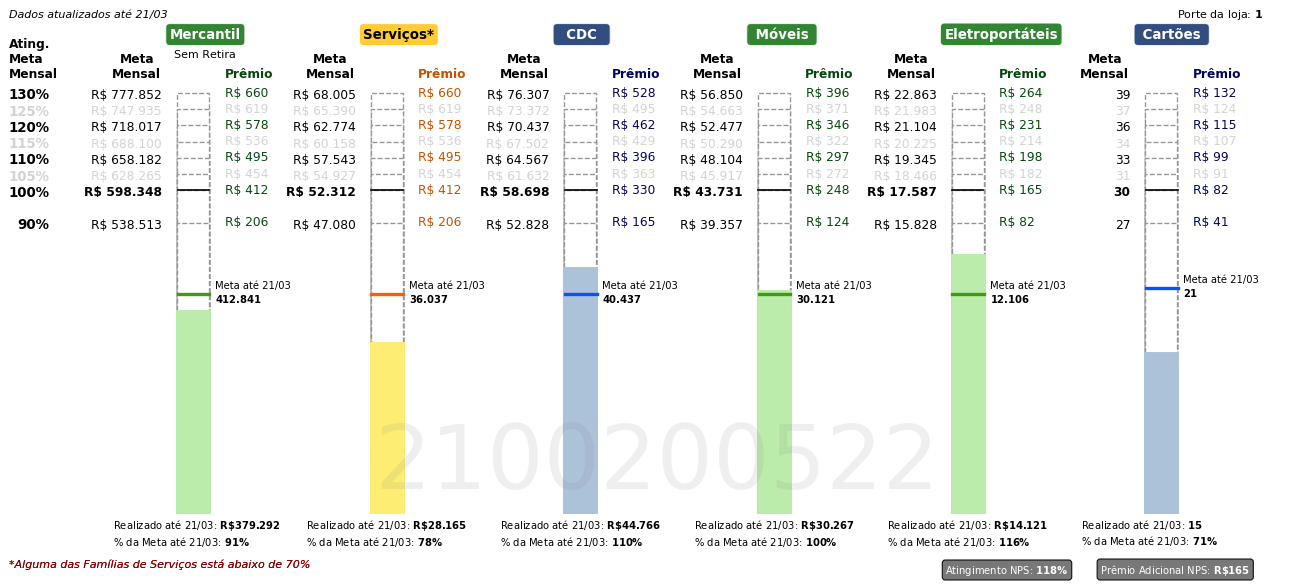 Dados atualizados até 21/03 Porte da loja: 1
Mercantil Serviços* CDC Móveis Eletroportáteis Cartões
Ating. Meta Mensal
Sem Retira
Meta Mensal Prêmio Meta Mensal Prêmio Meta Mensal Prêmio Meta Mensal Prêmio Meta Mensal Prêmio Meta Mensal Prêmio
130% R$ 777.852 R$ 660 R$ 68.005 R$ 660 R$ 76.307 R$ 528 R$ 56.850 R$ 396 R$ 22.863 R$ 264 39 R$ 132
125% R$ 747.935 R$ 619 R$ 65.390 R$ 619 R$ 73.372 R$ 495 R$ 54.663 R$ 371 R$ 21.983 R$ 248 37 R$ 124
120% R$ 718.017 R$ 578 R$ 62.774 R$ 578 R$ 70.437 R$ 462 R$ 52.477 R$ 346 R$ 21.104 R$ 231 36 R$ 115
115% R$ 688.100 R$ 536 R$ 60.158 R$ 536 R$ 67.502 R$ 429 R$ 50.290 R$ 322 R$ 20.225 R$ 214 34 R$ 107
110% R$ 658.182 R$ 495 R$ 57.543 R$ 495 R$ 64.567 R$ 396 R$ 48.104 R$ 297 R$ 19.345 R$ 198 33 R$ 99
105% R$ 628.265 R$ 454 R$ 54.927 R$ 454 R$ 61.632 R$ 363 R$ 45.917 R$ 272 R$ 18.466 R$ 182 31 R$ 91
100% R$ 598.348 R$ 412 R$ 52.312 R$ 412 R$ 58.698 R$ 330 R$ 43.731 R$ 248 R$ 17.587 R$ 165 30 R$ 82
90% R$ 538.513 R$ 206 R$ 47.080 R$ 206 R$ 52.828 R$ 165 R$ 39.357 R$ 124 R$ 15.828 R$ 82 27 R$ 41
Meta até 21/03 Meta até 21/03 Meta até 21/03 Meta até 21/03 Meta até 21/03 Meta até 21/03
412.841 36.037 40.437 30.121 12.106 21
2100200522
Realizado até 21/03: R$379.292 Realizado até 21/03: R$28.165 Realizado até 21/03: R$44.766 Realizado até 21/03: R$30.267 Realizado até 21/03: R$14.121 Realizado até 21/03: 15
% da Meta até 21/03: 91% % da Meta até 21/03: 78% % da Meta até 21/03: 110% % da Meta até 21/03: 100% % da Meta até 21/03: 116% % da Meta até 21/03: 71%
*Alguma das Famílias de Serviços está abaixo de 70% Atingimento NPS: 118% Prêmio Adicional NPS: R$165